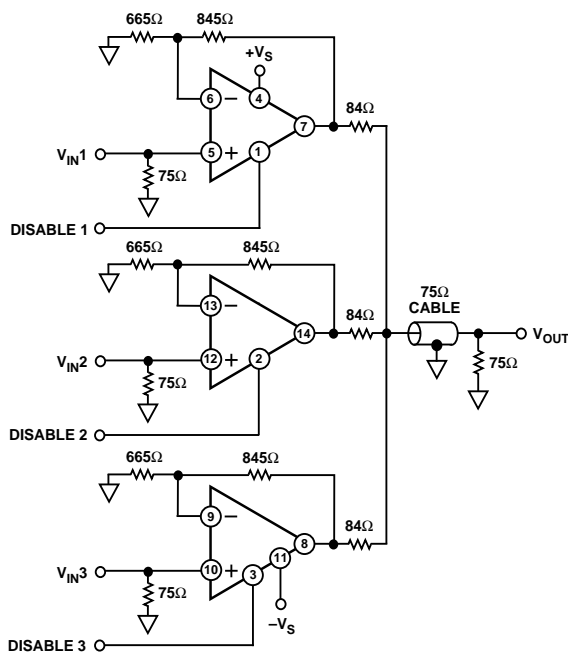 665Ω 845Ω
+VS
6 − 4
7 84Ω
VIN1 5 + 1
75Ω
DISABLE 1
665Ω 845Ω
75Ω
CABLE
13 −
14 84Ω
VOUT
VIN2 12 + 2
75Ω
75Ω
DISABLE 2
665Ω 845Ω
9 −
8 84Ω
11
VIN3 10 + 3
75Ω
−VS
DISABLE 3